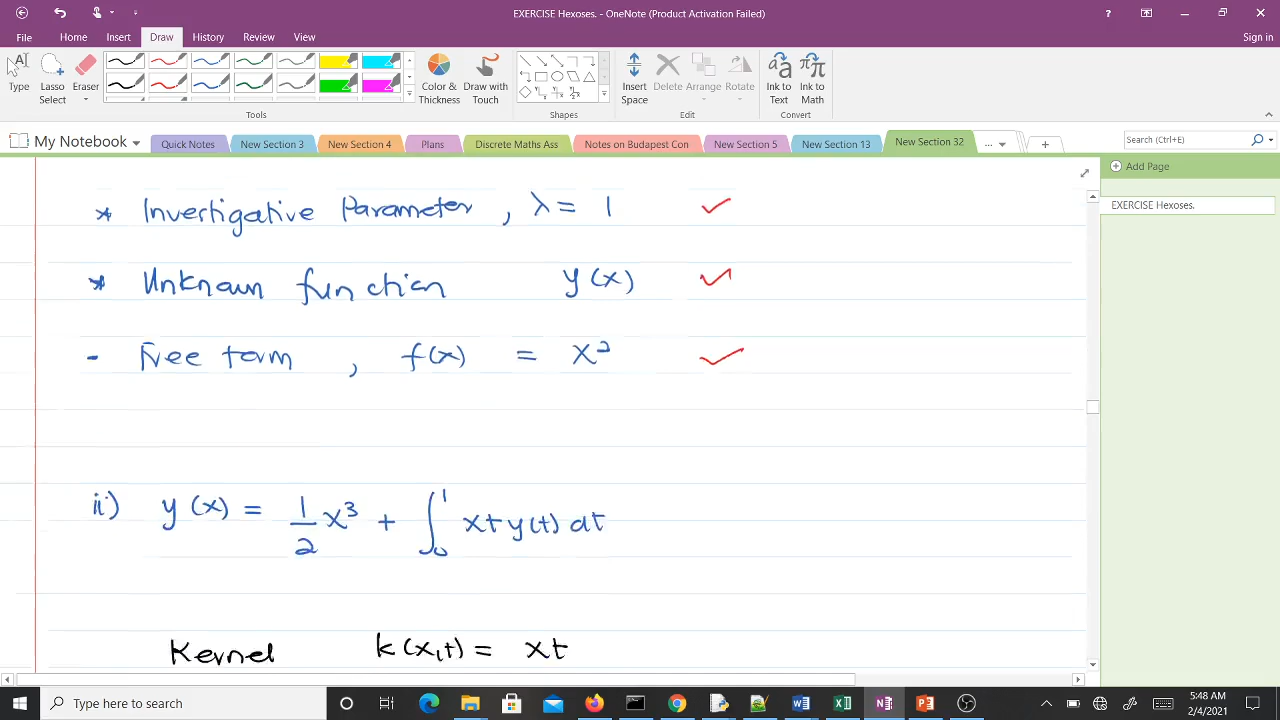 EXERCISE Hexoses. - OneNote (Product Activation Failed)
?
File Home Insert Draw History Review View Sign in
Type Lasso Select Eraser Color & Thickness Draw with Touch Insert Space Delete Arrange Rotate Ink to Text Ink to Math
Tools Shapes Edit Convert
My Notebook Quick Notes New Section 3 New Section 4 Plans Discrete Maths Ass Notes on Budapest Con New Section 5 New Section 13 New Section 32 ... + Search (Ctrl+E)
Add Page
EXERCISE Hexoses.
* Invertigative Parameter, λ = 1 ✓
* Unknown function y(x) ✓
- Free term, f(x) = x² ✓
ii) y(x) = 1/2 x³ + ∫₀¹ xt y(t) dt
Kernel k(x,t) = xt
Type here to search
5:48 AM
2/4/2021